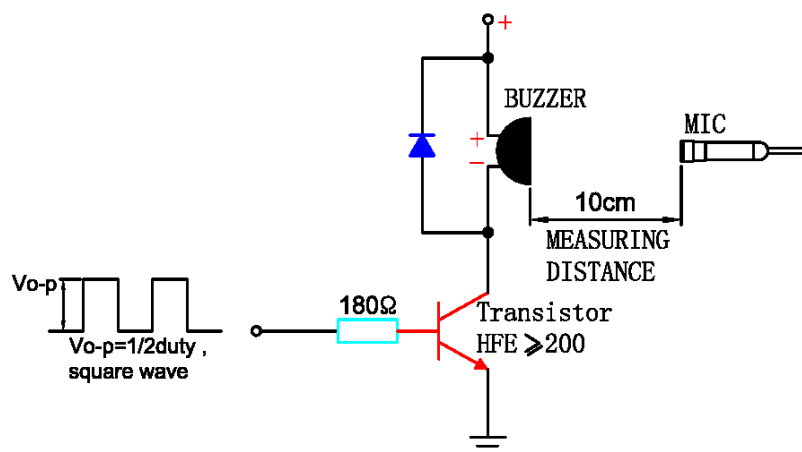 +
BUZZER
MIC
+
−
10cm
MEASURING
DISTANCE
Vo-p
Vo-p=1/2duty ,
square wave
180Ω
Transistor
HFE ⩾200